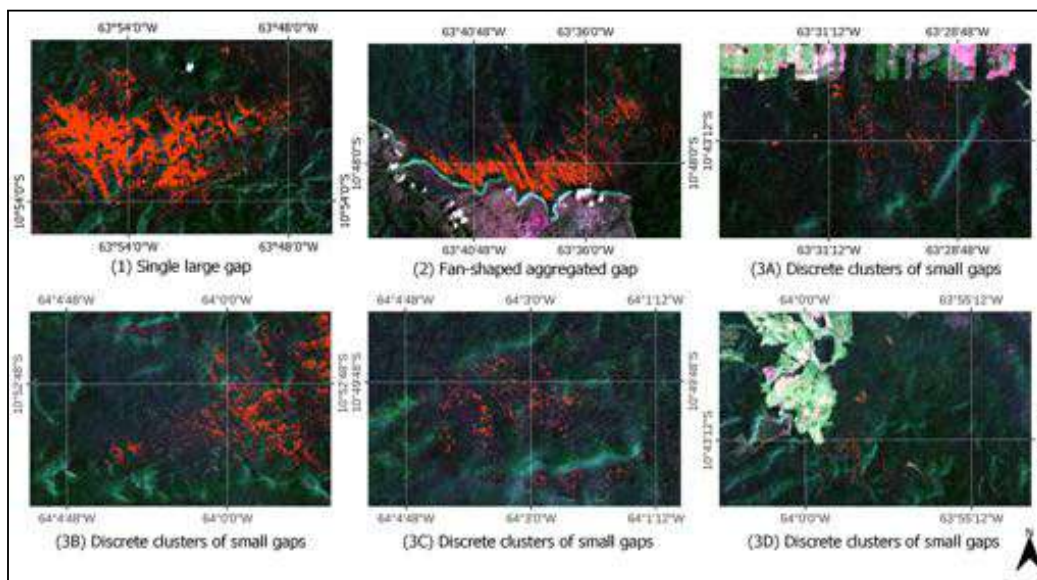 63°54'0"W 63°48'0"W
63°40'48"W 63°36'0"W
63°31'12"W 63°28'48"W
10°54'0"S
10°48'0"S
10°54'0"S
10°48'0"S
10°43'12"S
63°54'0"W 63°48'0"W
63°40'48"W 63°36'0"W
63°31'12"W 63°28'48"W
(1) Single large gap
(2) Fan-shaped aggregated gap
(3A) Discrete clusters of small gaps
64°4'48"W 64°0'0"W
64°4'48"W 64°3'0"W 64°1'12"W
64°0'0"W 63°55'12"W
10°52'48"S
10°52'48"S
10°49'48"S
10°49'48"S
10°43'12"S
64°4'48"W 64°0'0"W
64°4'48"W 64°3'0"W 64°1'12"W
64°0'0"W 63°55'12"W
(3B) Discrete clusters of small gaps
(3C) Discrete clusters of small gaps
(3D) Discrete clusters of small gaps
N